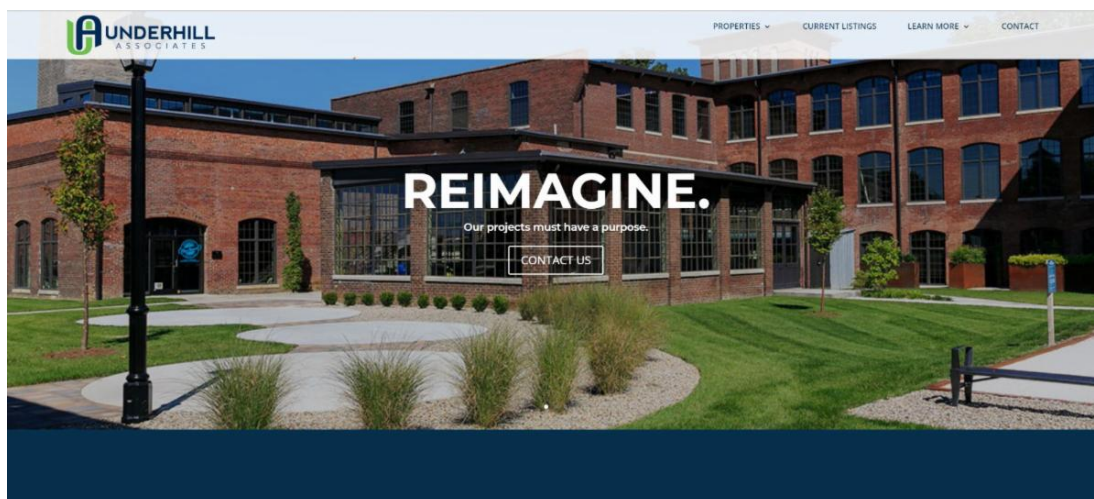 UNDERHILL
ASSOCIATES
PROPERTIES
CURRENT LISTINGS
LEARN MORE
CONTACT
REIMAGINE.
Our projects must have a purpose.
CONTACT US